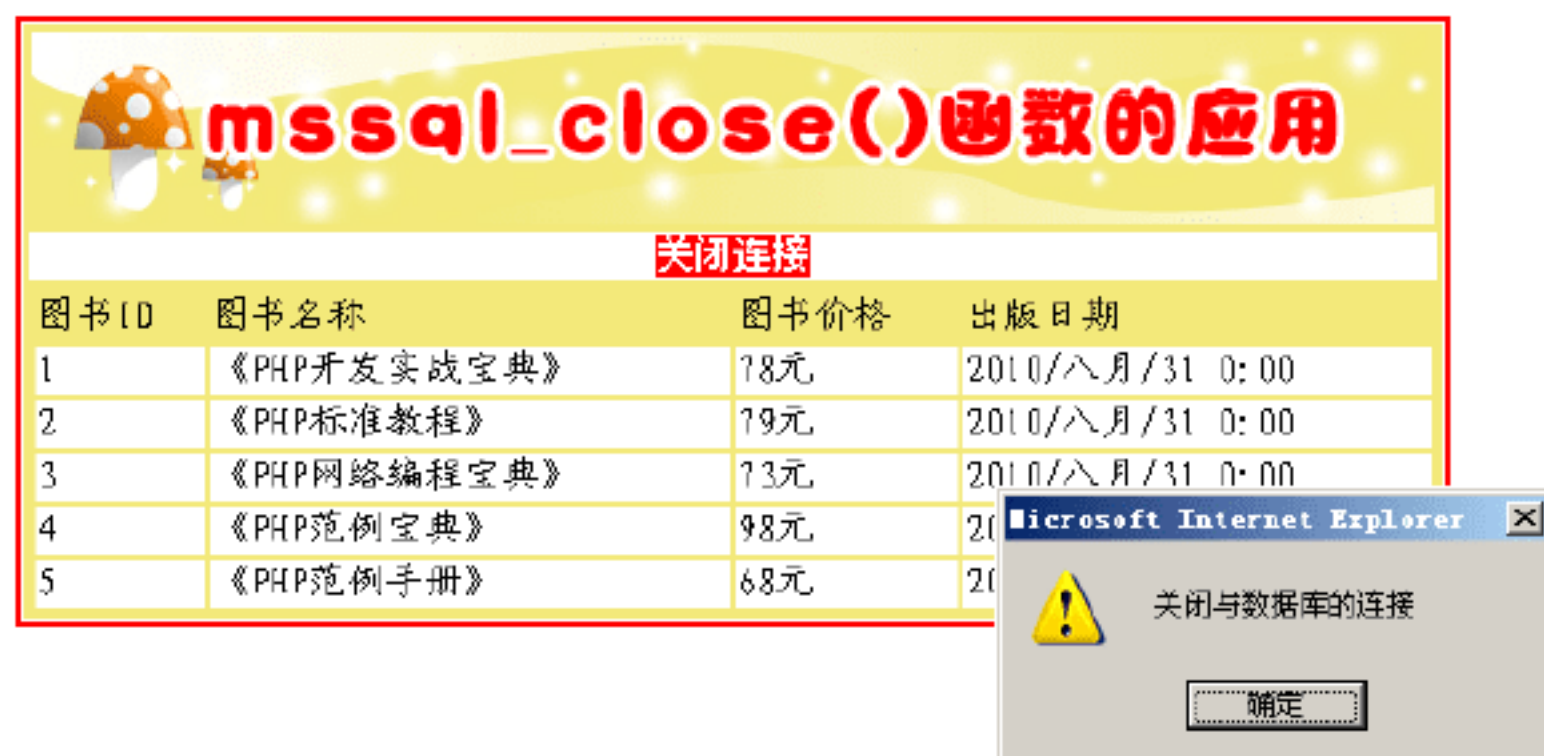 mssql_close()函数的应用
关闭连接
图书ID 图书名称 图书价格 出版日期
1 《PHP开发实战宝典》 78元 2010/八月/31 0:00
2 《PHP标准教程》 79元 2010/八月/31 0:00
3 《PHP网络编程宝典》 73元 2010/八月/31 0:00
4 《PHP范例宝典》 98元 20
5 《PHP范例手册》 68元 20
Microsoft Internet Explorer
关闭与数据库的连接
确定